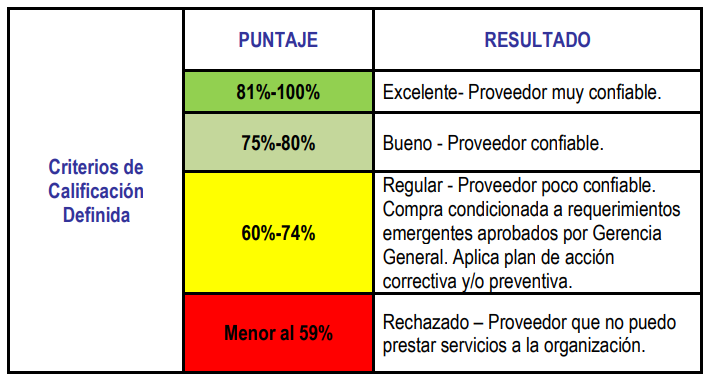 PUNTAJE
RESULTADO
Criterios de
Calificación
Definida
81%-100%
Excelente- Proveedor muy confiable.
75%-80%
Bueno - Proveedor confiable.
60%-74%
Regular - Proveedor poco confiable.
Compra condicionada a requerimientos
emergentes aprobados por Gerencia
General. Aplica plan de acción
correctiva y/o preventiva.
Menor al 59%
Rechazado – Proveedor que no puedo
prestar servicios a la organización.